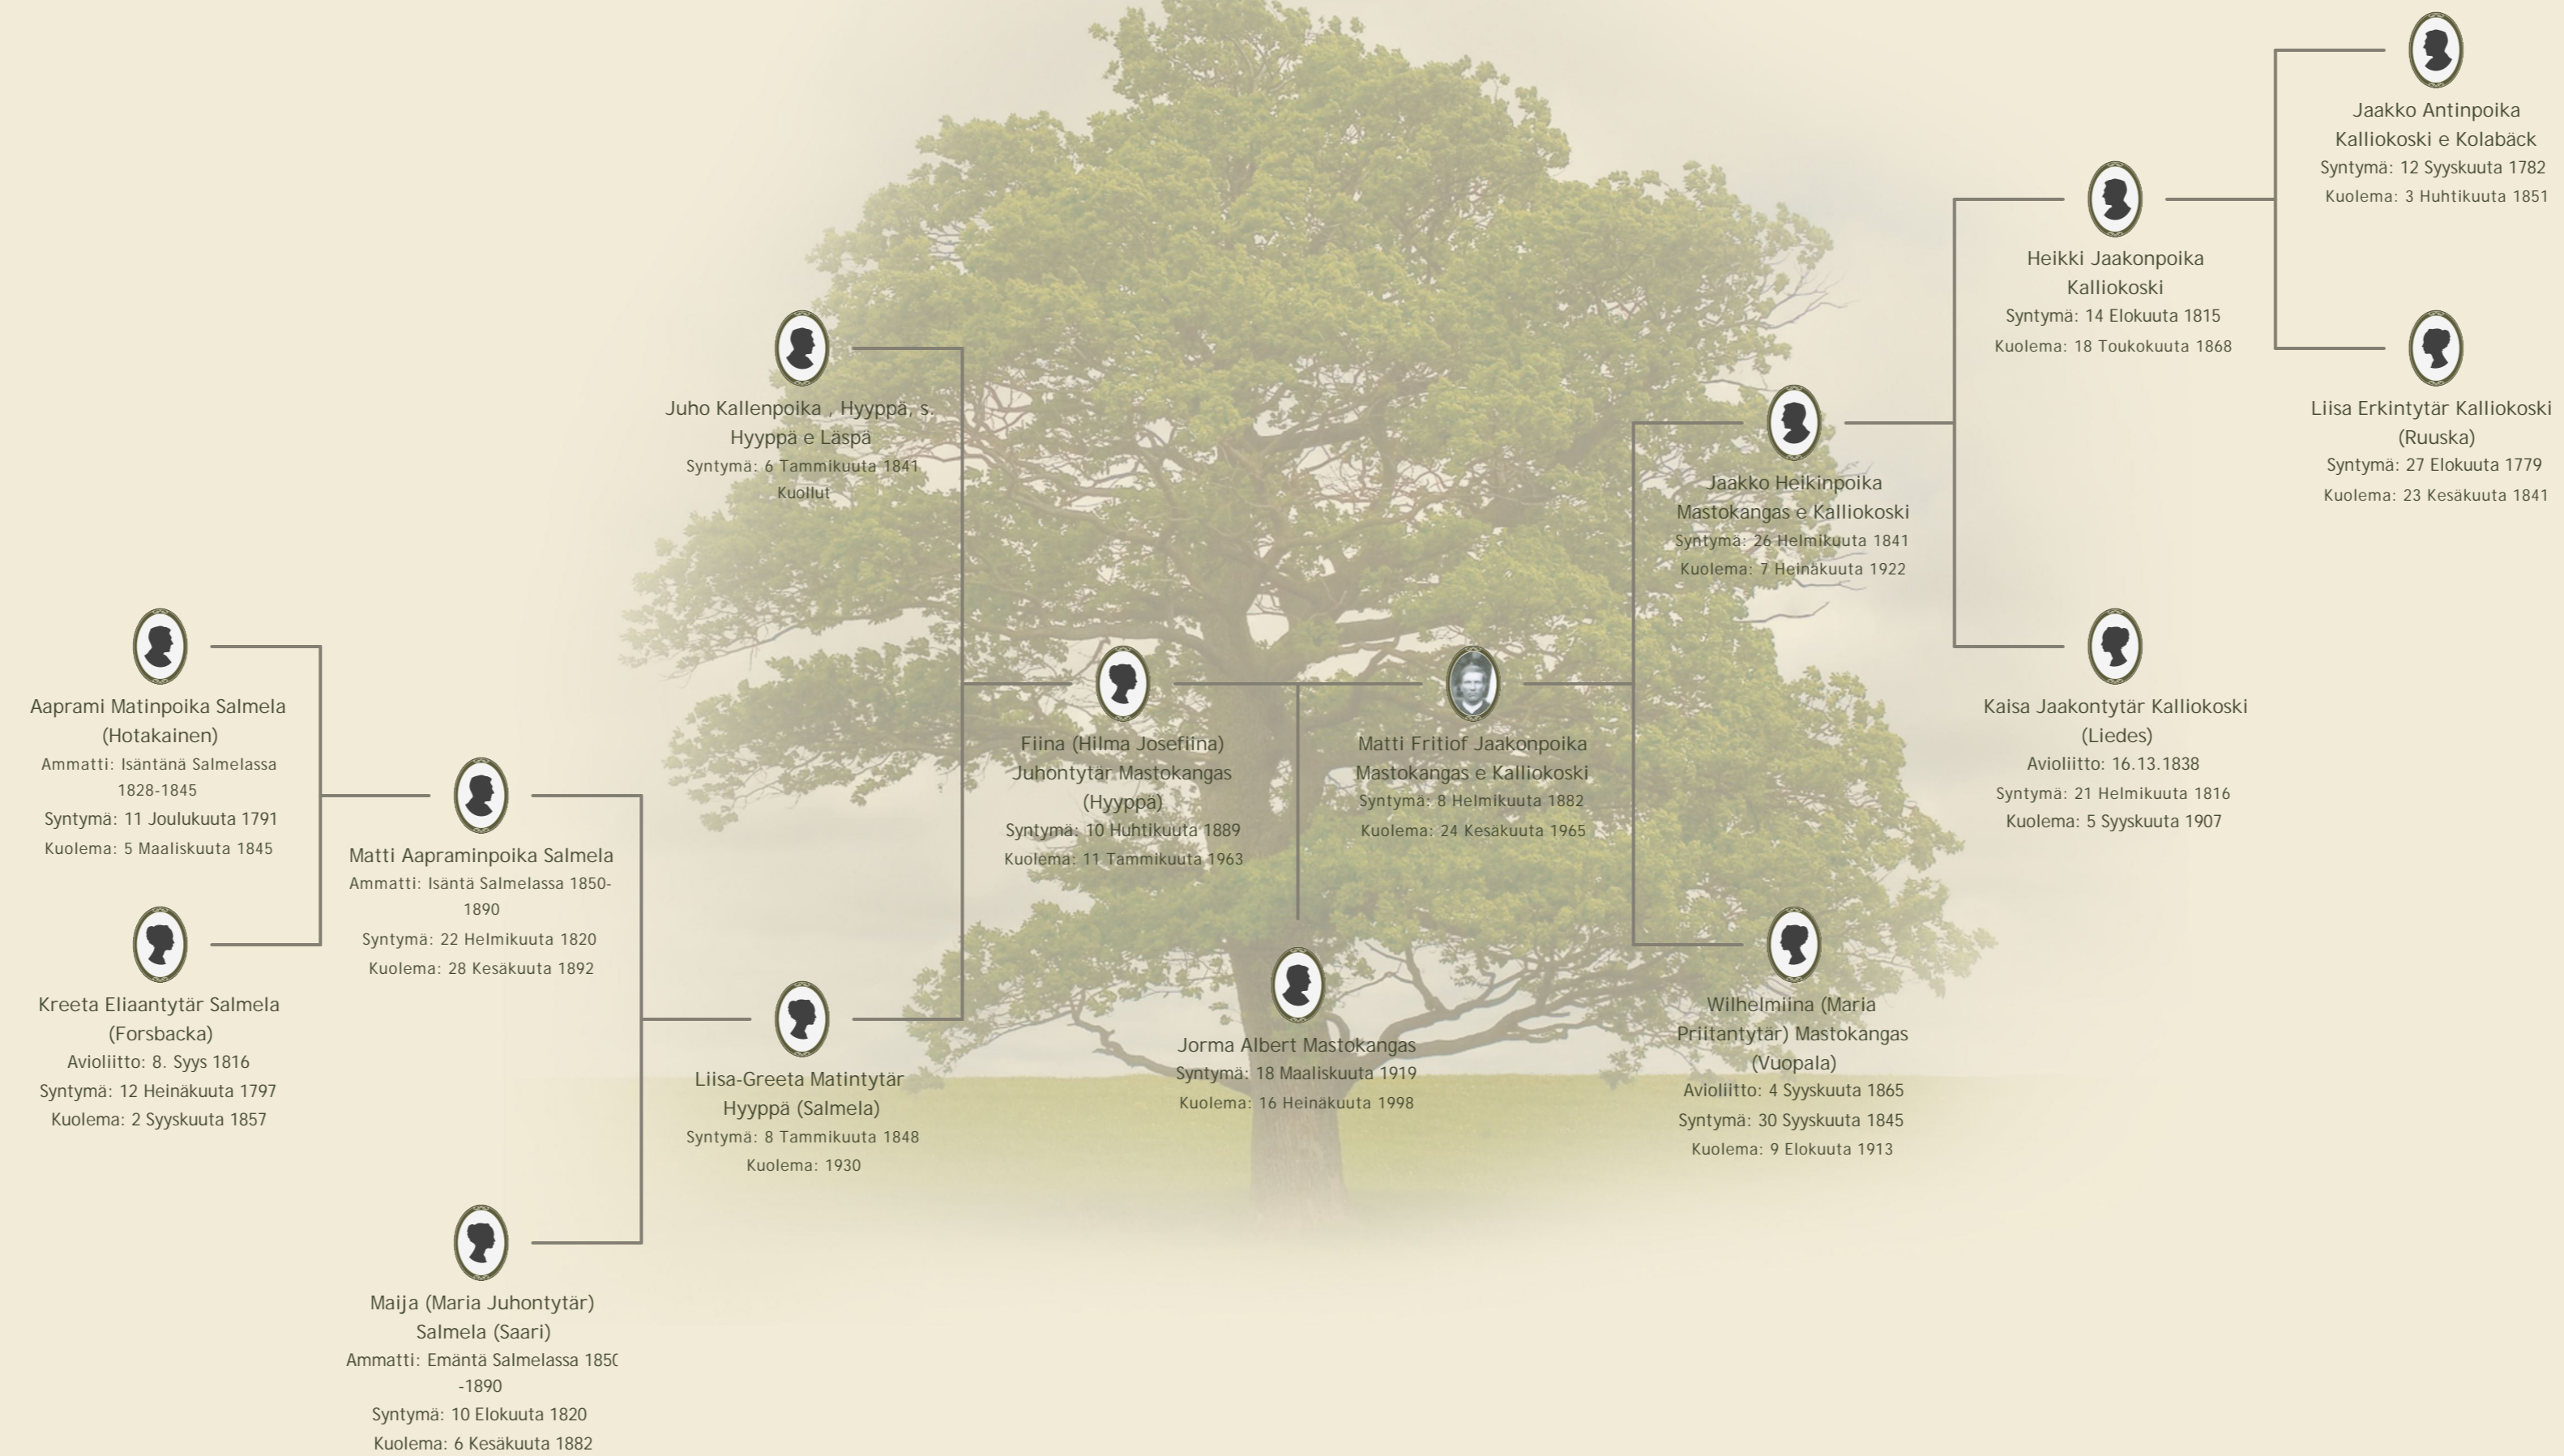 Jaakko Antinpoika
Kalliokoski e Kolabäck
Syntymä: 12 Syyskuuta 1782
Kuolema: 3 Huhtikuuta 1851
Heikki Jaakonpoika
Kalliokoski
Syntymä: 14 Elokuuta 1815
Kuolema: 18 Toukokuuta 1868
Juho Kallenpoika , Hyyppä, s.
Hyyppä e Läspä
Syntymä: 6 Tammikuuta 1841
Kuollut
Liisa Erkintytär Kalliokoski
(Ruuska)
Syntymä: 27 Elokuuta 1779
Kuolema: 23 Kesäkuuta 1841
Jaakko Heikinpoika
Mastokangas e Kalliokoski
Syntymä: 26 Helmikuuta 1841
Kuolema: 7 Heinäkuuta 1922
Aaprami Matinpoika Salmela
(Hotakainen)
Ammatti: Isäntänä Salmelassa
1828-1845
Syntymä: 11 Joulukuuta 1791
Kuolema: 5 Maaliskuuta 1845
Kaisa Jaakontytär Kalliokoski
(Liedes)
Avioliitto: 16.13.1838
Syntymä: 21 Helmikuuta 1816
Kuolema: 5 Syyskuuta 1907
Fiina (Hilma Josefiina)
Juhontytär Mastokangas
(Hyyppä)
Syntymä: 10 Huhtikuuta 1889
Kuolema: 11 Tammikuuta 1963
Matti Fritiof Jaakonpoika
Mastokangas e Kalliokoski
Syntymä: 8 Helmikuuta 1882
Kuolema: 24 Kesäkuuta 1965
Matti Aapraminpoika Salmela
Ammatti: Isäntä Salmelassa 1850-
1890
Syntymä: 22 Helmikuuta 1820
Kuolema: 28 Kesäkuuta 1892
Kreeta Eliaantytär Salmela
(Forsbacka)
Avioliitto: 8. Syys 1816
Syntymä: 12 Heinäkuuta 1797
Kuolema: 2 Syyskuuta 1857
Wilhelmiina (Maria
Priitantytär) Mastokangas
(Vuopala)
Avioliitto: 4 Syyskuuta 1865
Syntymä: 30 Syyskuuta 1845
Kuolema: 9 Elokuuta 1913
Jorma Albert Mastokangas
Syntymä: 18 Maaliskuuta 1919
Kuolema: 16 Heinäkuuta 1998
Liisa-Greeta Matintytär
Hyyppä (Salmela)
Syntymä: 8 Tammikuuta 1848
Kuolema: 1930
Maija (Maria Juhontytär)
Salmela (Saari)
Ammatti: Emäntä Salmelassa 1850
-1890
Syntymä: 10 Elokuuta 1820
Kuolema: 6 Kesäkuuta 1882